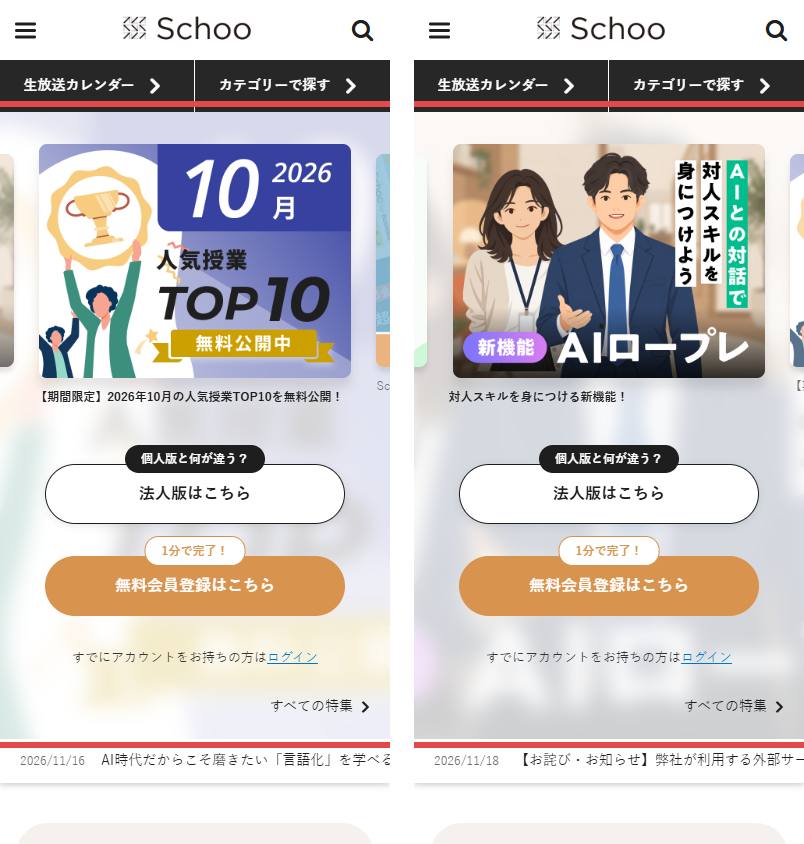 Schoo
生放送カレンダー
カテゴリーで探す
10
2026
月
人気授業
TOP10
無料公開中
【期間限定】2026年10月の人気授業TOP10を無料公開！
Sc
個人版と何が違う？
法人版はこちら
1分で完了！
無料会員登録はこちら
すでにアカウントをお持ちの方はログイン
すべての特集
2026/11/16 AI時代だからこそ磨きたい「言語化」を学べる
Schoo
生放送カレンダー
カテゴリーで探す
AIとの対話で
対人スキルを
身につけよう
新機能
AIロープレ
対人スキルを身につける新機能！
個人版と何が違う？
法人版はこちら
1分で完了！
無料会員登録はこちら
すでにアカウントをお持ちの方はログイン
すべての特集
2026/11/18 【お詫び・お知らせ】弊社が利用する外部サー